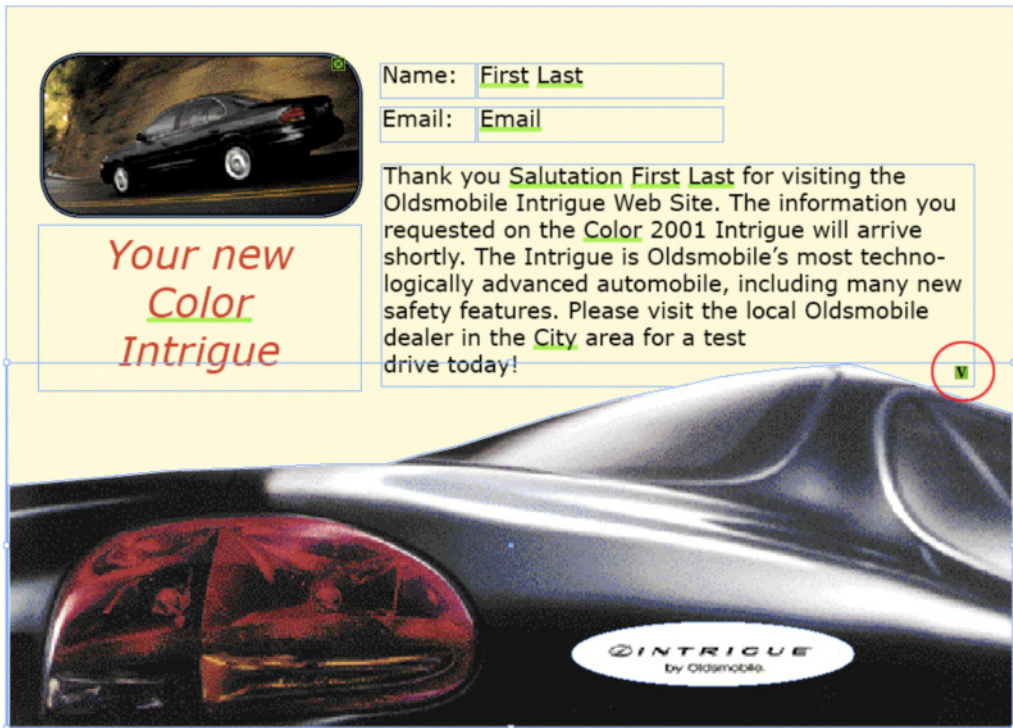 Name: First Last
Email: Email
Thank you Salutation First Last for visiting the
Oldsmobile Intrigue Web Site. The information you
requested on the Color 2001 Intrigue will arrive
shortly. The Intrigue is Oldsmobile’s most techno-
logically advanced automobile, including many new
safety features. Please visit the local Oldsmobile
dealer in the City area for a test
drive today!
Your new
Color
Intrigue
V
INTRIGUE
by Oldsmobile.